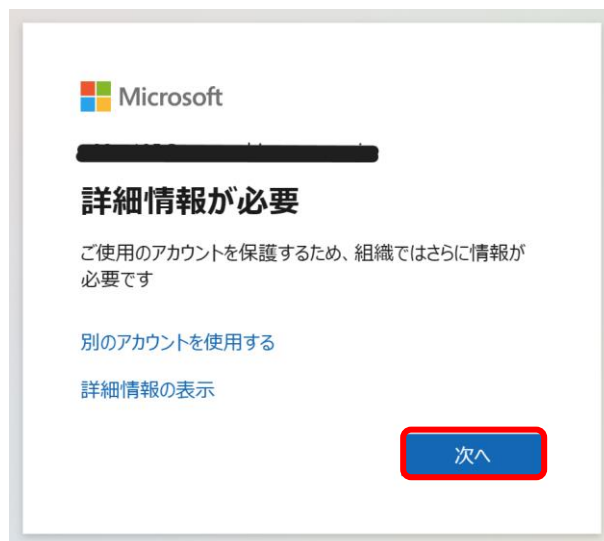 Microsoft
詳細情報が必要
ご使用のアカウントを保護するため、組織ではさらに情報が
必要です
別のアカウントを使用する
詳細情報の表示
次へ